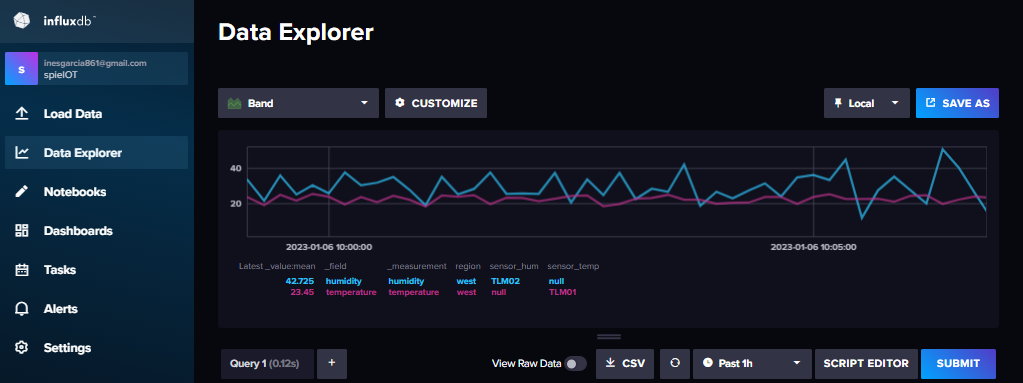 influxdb™
inesgarcia861@gmail.com
s
spieIOT
Load Data
Data Explorer
Notebooks
Dashboards
Tasks
Alerts
Settings
Data Explorer
Band
CUSTOMIZE
Local
SAVE AS
40
20
2023-01-06 10:00:00
2023-01-06 10:05:00
Latest _value:mean _field _measurement region sensor_hum sensor_temp
42.725 humidity humidity west TLM02 null
23.45 temperature temperature west null TLM01
Query 1 (0.12s) + View Raw Data CSV Past 1h SCRIPT EDITOR SUBMIT